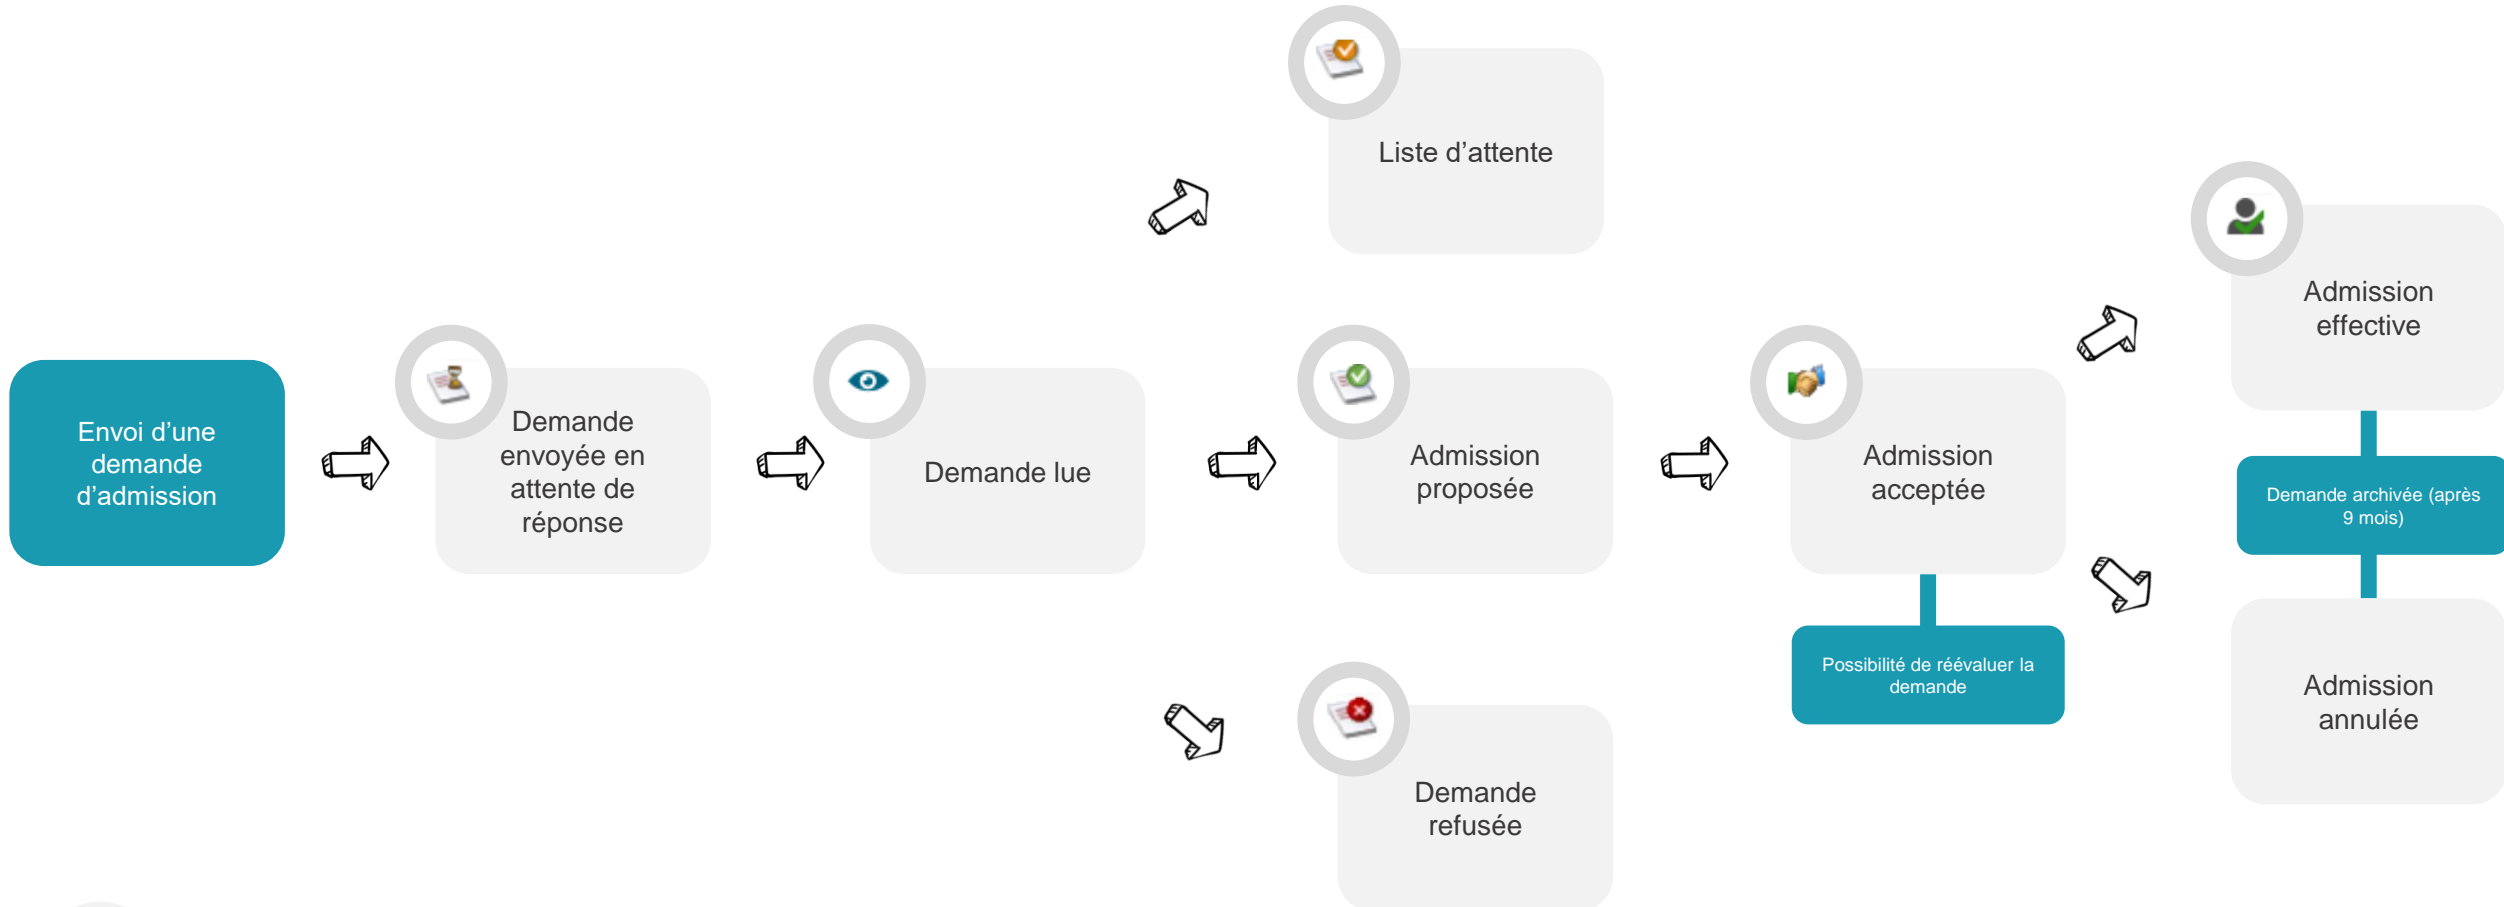 Liste d’attente
Admission
effective
Envoi d’une
demande
d’admission
Demande
envoyée en
attente de
réponse
Demande lue
Admission
proposée
Admission
acceptée
Demande archivée (après
9 mois)
Possibilité de réévaluer la
demande
Admission
annulée
Demande
refusée